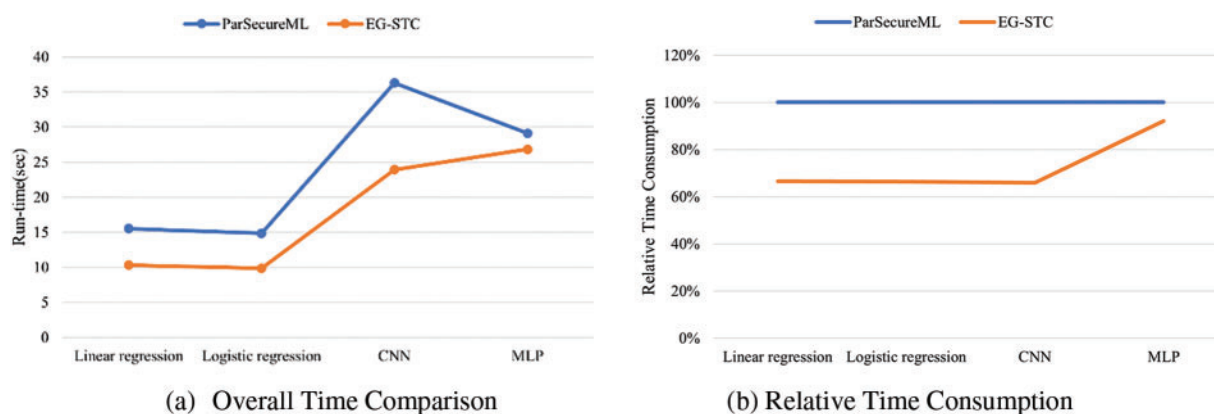 ParSecureML EG-STC
40
35
30
25
20
15
10
5
0
Run-time(sec)
Linear regression Logistic regression CNN MLP
(a) Overall Time Comparison
ParSecureML EG-STC
120%
100%
80%
60%
40%
20%
0%
Relative Time Consumption
Linear regression Logistic regression CNN MLP
(b) Relative Time Consumption